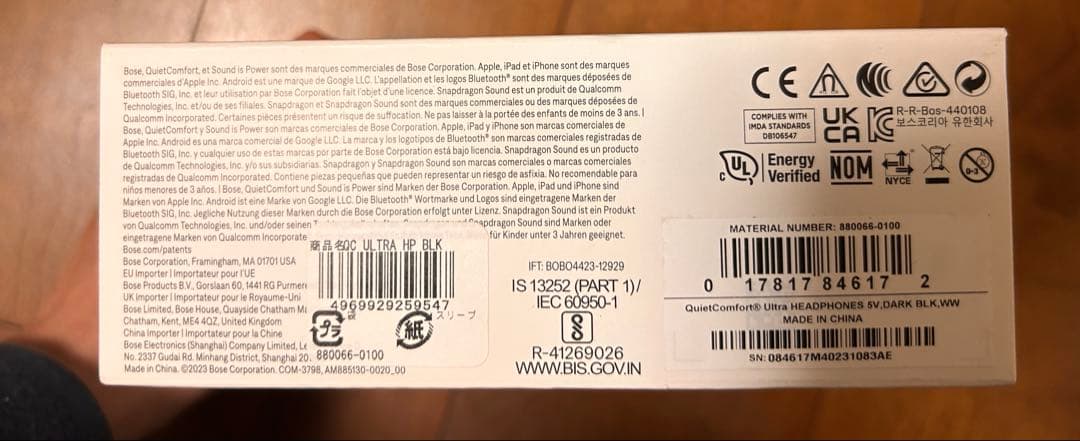 Bose, QuietComfort, et Sound is Power sont des marques commerciales de Bose Corporation. Apple, iPad et iPhone sont des marques
commerciales d'Apple Inc. Android est une marque de Google LLC. L'appellation et les logos Bluetooth® sont des marques déposées de
Bluetooth SIG, Inc. et leur utilisation par Bose Corporation fait l'objet d'une licence. Snapdragon Sound est un produit de Qualcomm
Technologies, Inc. et/ou de ses filiales. Snapdragon et Snapdragon Sound sont des marques commerciales ou des marques déposées de
Qualcomm Incorporated. Certaines pièces présentent un risque de suffocation. Ne pas laisser à la portée des enfants de moins de 3 ans. |
Bose, QuietComfort y Sound is Power son marcas comerciales de Bose Corporation. Apple, iPad y iPhone son marcas comerciales de
Apple Inc. Android es una marca comercial de Google LLC. La marca y los logotipos de Bluetooth® son marcas comerciales registradas de
Bluetooth SIG, Inc. y cualquier uso de estas marcas por parte de Bose Corporation está bajo licencia. Snapdragon Sound es un producto
de Qualcomm Technologies, Inc. y/o sus subsidiarias. Snapdragon y Snapdragon Sound son marcas comerciales o marcas comerciales
registradas de Qualcomm Incorporated. Contiene piezas pequeñas que pueden representar un riesgo de asfixia. No recomendable para
niños menores de 3 años. | Bose, QuietComfort und Sound is Power sind Marken der Bose Corporation. Apple, iPad und iPhone sind
Marken von Apple Inc. Android ist eine Marke von Google LLC. Die Bluetooth® Wortmarke und Logos sind eingetragene Marken der
Bluetooth SIG, Inc. Jegliche Nutzung dieser Marken durch die Bose Corporation erfolgt unter Lizenz. Snapdragon Sound ist ein Produkt
von Qualcomm Technologies, Inc. und/oder seinen
Snapdragon Sound sind Marken oder
eingetragene Marken von Qualcomm Incorporate
für Kinder unter 3 Jahren geeignet.
Bose.com/patents
Bose Corporation, Framingham, MA 01701 USA
EU Importer | Importateur pour l'UE
Bose Products B.V., Gorslaan 60, 1441 RG Purmeren
UK Importer | Importateur pour le Royaume-Uni
Bose Limited, Bose House, Quayside Chatham Ma
Chatham, Kent, ME4 4QZ, United Kingdom
China Importer | Importateur pour la Chine
Bose Electronics (Shanghai) Company Limited, Le
No. 2337 Gudai Rd. Minhang District, Shanghai 20
Made in China. ©2023 Bose Corporation. COM-3798, AM885130-0020_00
商品名QC ULTRA HP BLK
4969929259547
袋
スリーブ
プラ
紙
880066-0100
IFT: BOBO4423-12929
IS 13252 (PART 1)/
IEC 60950-1
R-41269026
WWW.BIS.GOV.IN
CE
COMPLIES WITH
IMDA STANDARDS
DB106547
UK
CA
R-R-Bos-440108
보스코리아 유한회사
c UL
Energy
Verified
NOM
NYCE
0-3
MATERIAL NUMBER: 880066-0100
0 17817 84617 2
QuietComfort® Ultra HEADPHONES 5V,DARK BLK,WW
MADE IN CHINA
SN: 084617M40231083AE